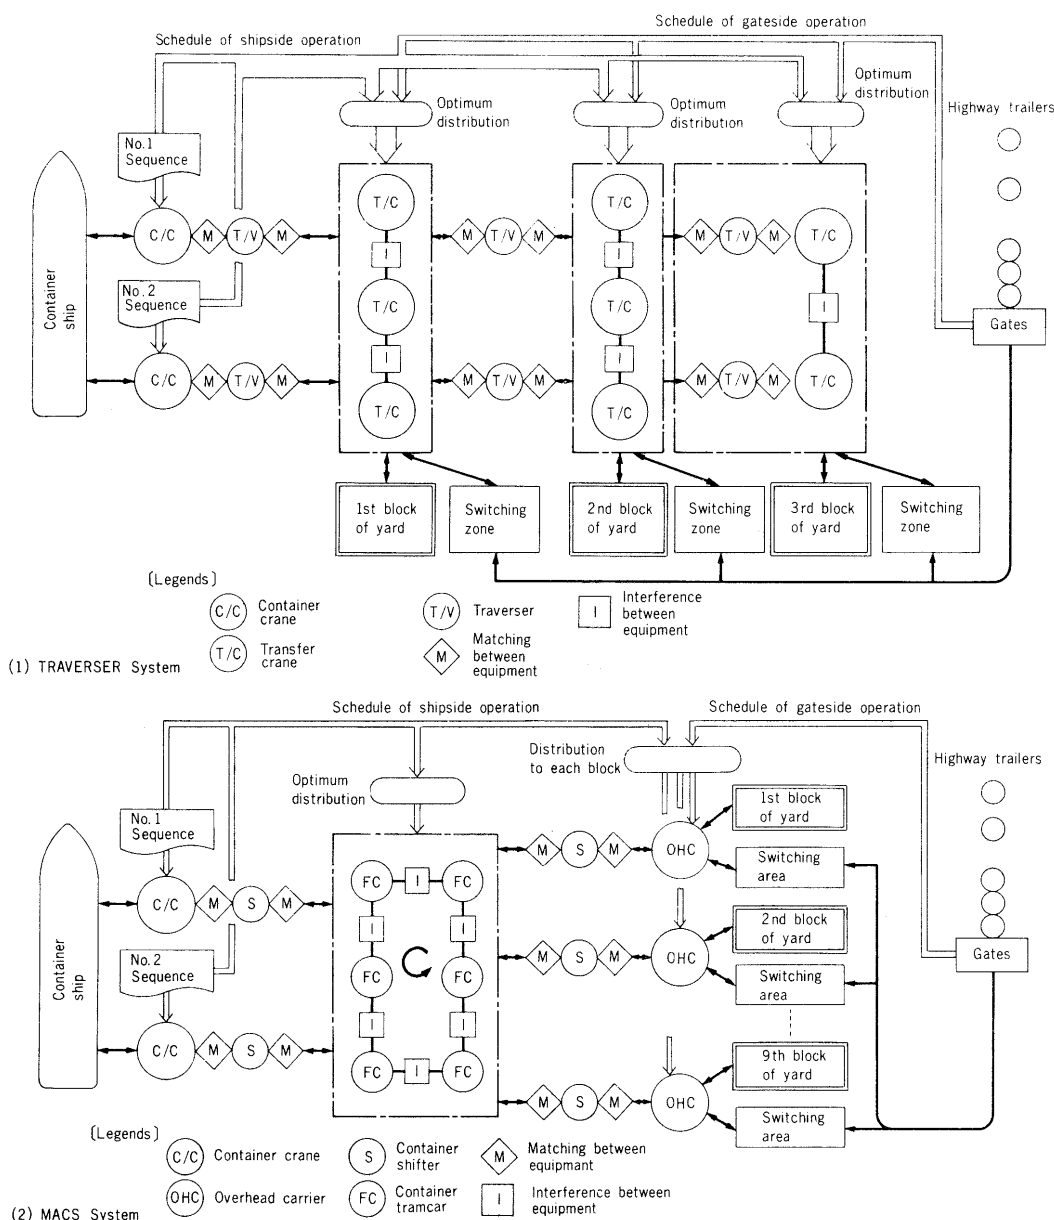 Schedule of gateside operation
Schedule of shipside operation
Optimum
distribution
Optimum
distribution
Optimum
distribution
Highway trailers
No.1
Sequence
Container
ship
C/C
M
T/V
M
T/C
I
T/C
I
T/C
M
T/V
M
T/C
I
T/C
I
T/C
M
T/V
M
T/C
I
T/C
No.2
Sequence
C/C
M
T/V
M
M
T/V
M
M
T/V
M
Gates
1st block
of yard
Switching
zone
2nd block
of yard
Switching
zone
3rd block
of yard
Switching
zone
[Legends]
C/C
Container
crane
T/V
Traverser
I
Interference
between
equipment
T/C
Transfer
crane
M
Matching
between
equipment
(1) TRAVERSER System
Schedule of shipside operation
Schedule of gateside operation
Distribution
to each block
Optimum
distribution
Highway trailers
No.1
Sequence
Container
ship
C/C
M
S
M
FC
I
FC
I
I
FC
FC
I
I
FC
I
FC
No.2
Sequence
C/C
M
S
M
M
S
M
OHC
1st block of
yard
Switching
area
M
S
M
OHC
2nd block
of yard
Switching
area
M
S
M
OHC
9th block
of yard
Switching
area
Gates
[Legends]
C/C
Container crane
S
Container
shifter
M
Matching between
equipmant
OHC
Overhead carrier
FC
Container
tramcar
I
Interference between
equipment
(2) MACS System